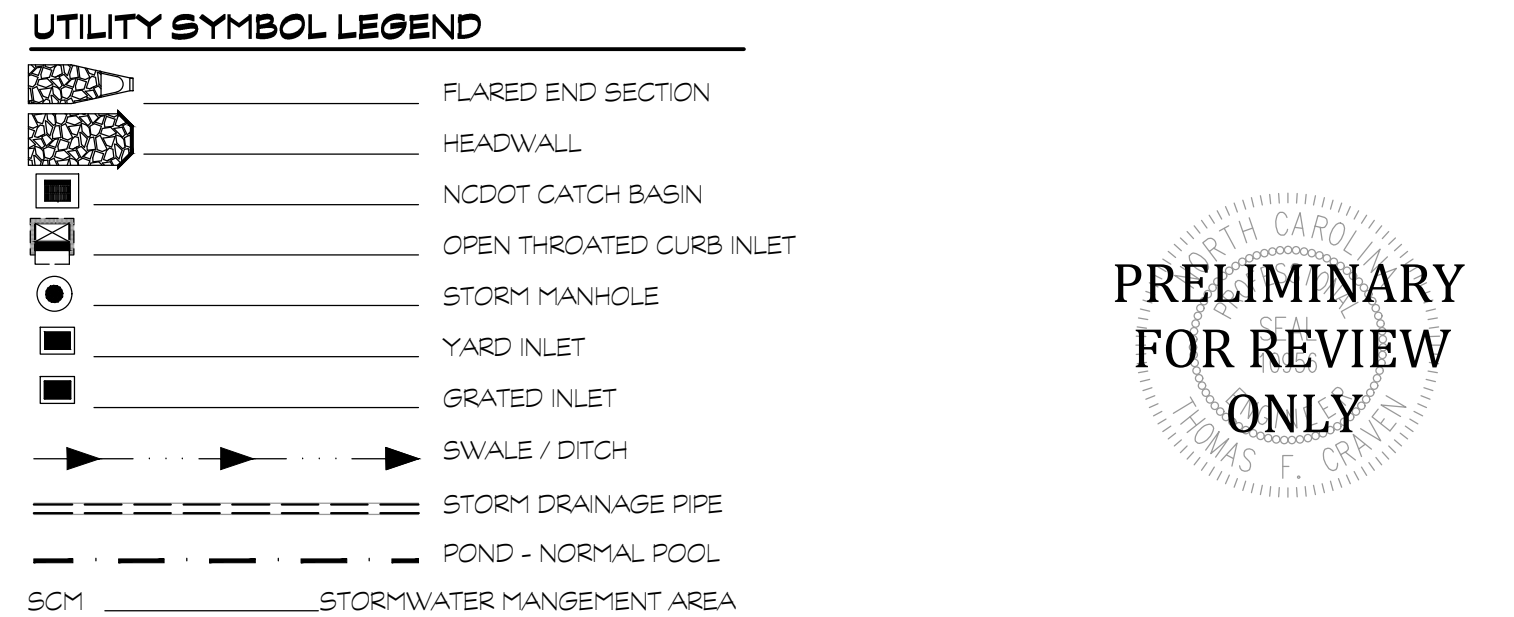 UTILITY SYMBOL LEGEND
FLARED END SECTION
HEADWALL
NCDOT CATCH BASIN
OPEN THROATED CURB INLET
STORM MANHOLE
YARD INLET
GRATED INLET
SWALE / DITCH
STORM DRAINAGE PIPE
POND - NORMAL POOL
SCM STORMWATER MANGEMENT AREA
NORTH CAROLINA
PROFESSIONAL
SEAL
ENGINEER
THOMAS F. CRAVEN
PRELIMINARY
FOR REVIEW
ONLY